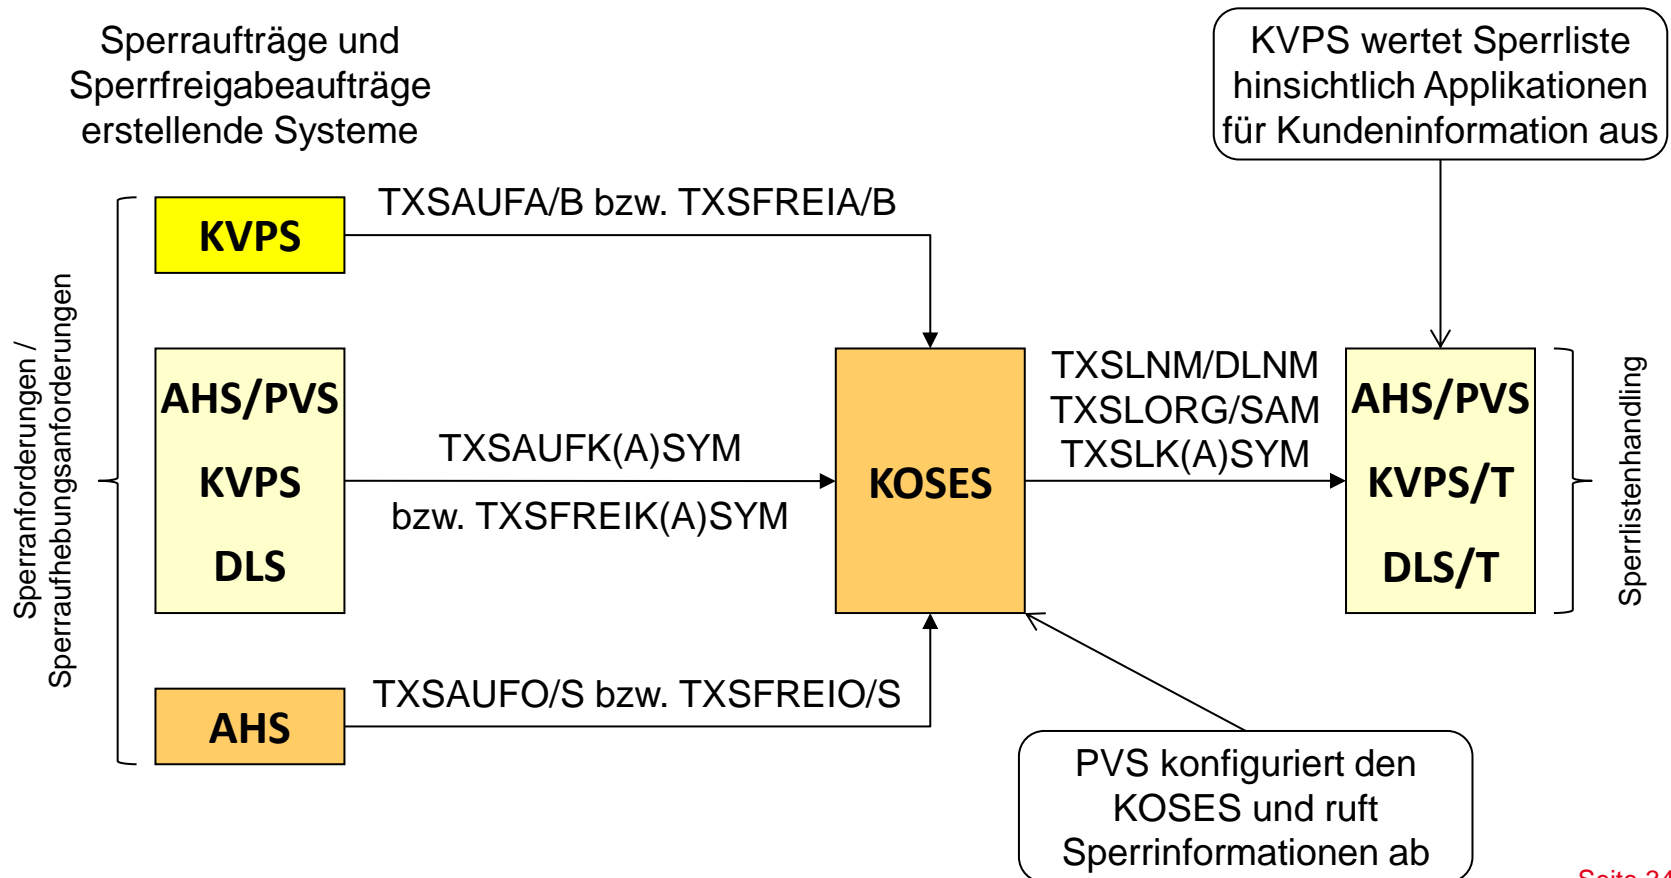 Sperraufträge und
Sperrfreigabeaufträge
erstellende Systeme
KVPS wertet Sperrliste
hinsichtlich Applikationen
für Kundeninformation aus
Sperranforderungen /
Sperraufhebungsanforderungen
KVPS
TXSAUFA/B bzw. TXSFREIA/B
AHS/PVS
KVPS
DLS
TXSAUFK(A)SYM
bzw. TXSFREIK(A)SYM
AHS
TXSAUFO/S bzw. TXSFREIO/S
KOSES
TXSLNM/DLNM
TXSLORG/SAM
TXSLK(A)SYM
AHS/PVS
KVPS/T
DLS/T
Sperrlistenhandling
PVS konfiguriert den
KOSES und ruft
Sperrinformationen ab
Seite 34